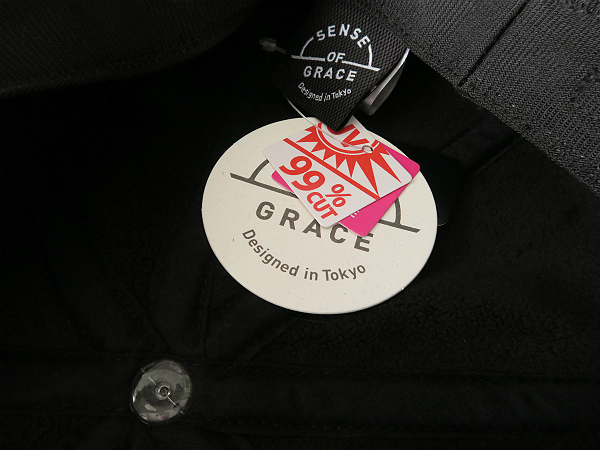 SENSE
OF
GRACE
Designed in Tokyo
UV
99%
CUT
GRACE
Designed in Tokyo